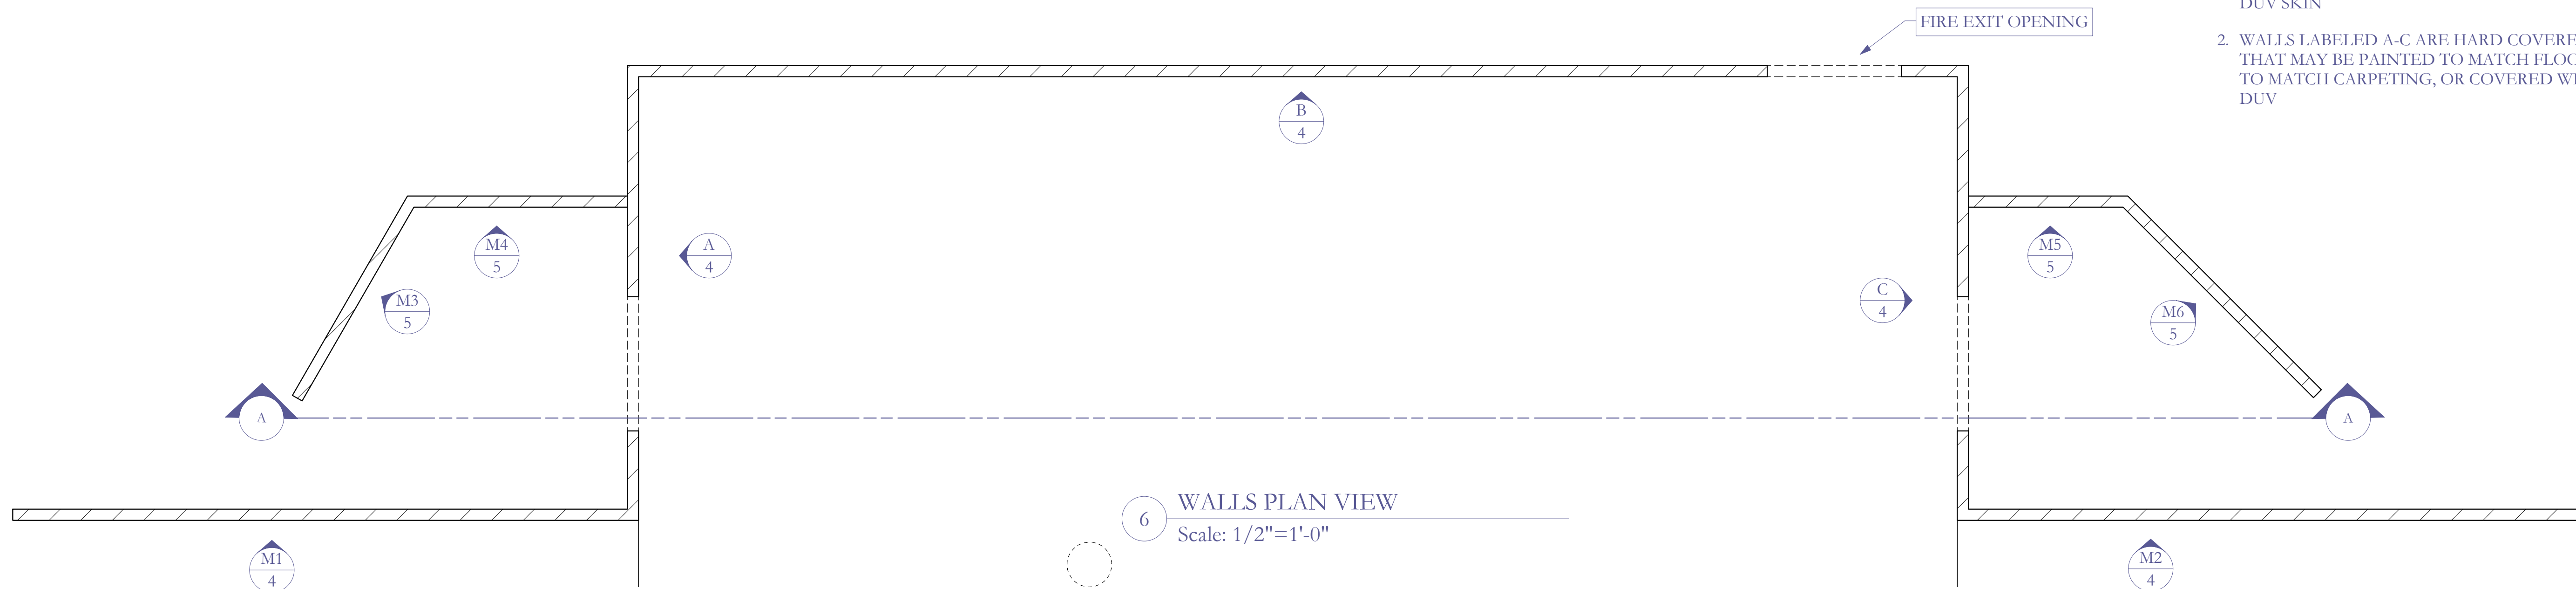 DUV SKIN
FIRE EXIT OPENING
2. WALLS LABELED A-C ARE HARD COVERE
THAT MAY BE PAINTED TO MATCH FLOO
TO MATCH CARPETING, OR COVERED WI
DUV
B
4
M4
5
A
4
M5
5
M3
5
C
4
M6
5
A
A
6
WALLS PLAN VIEW
Scale: 1/2"=1'-0"
M1
4
M2
4